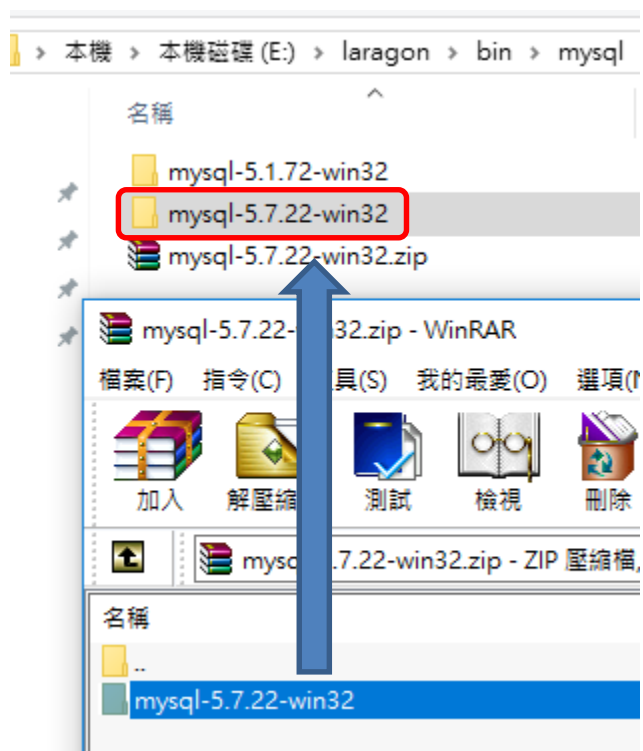 > 本機 > 本機磁碟 (E:) > laragon > bin > mysql
名稱
mysql-5.1.72-win32
mysql-5.7.22-win32
mysql-5.7.22-win32.zip
mysql-5.7.22- 32.zip - WinRAR
檔案(F) 指令(C) 具(S) 我的最愛(O) 選項(N
加入 解壓縮 測試 檢視 刪除
mysq .7.22-win32.zip - ZIP 壓縮檔,
名稱
..
mysql-5.7.22-win32